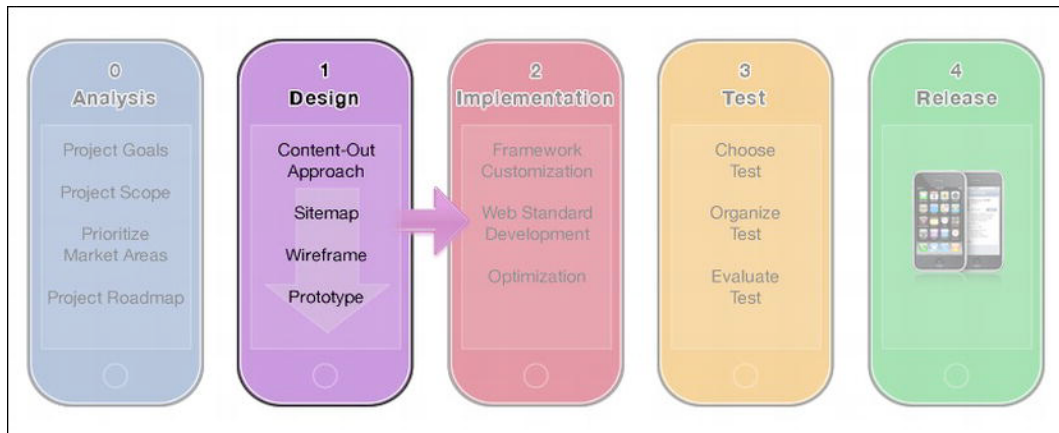 0
Analysis
Project Goals
Project Scope
Prioritize
Market Areas
Project Roadmap
1
Design
Content-Out
Approach
Sitemap
Wireframe
Prototype
2
Implementation
Framework
Customization
Web Standard
Development
Optimization
3
Test
Choose
Test
Organize
Test
Evaluate
Test
4
Release